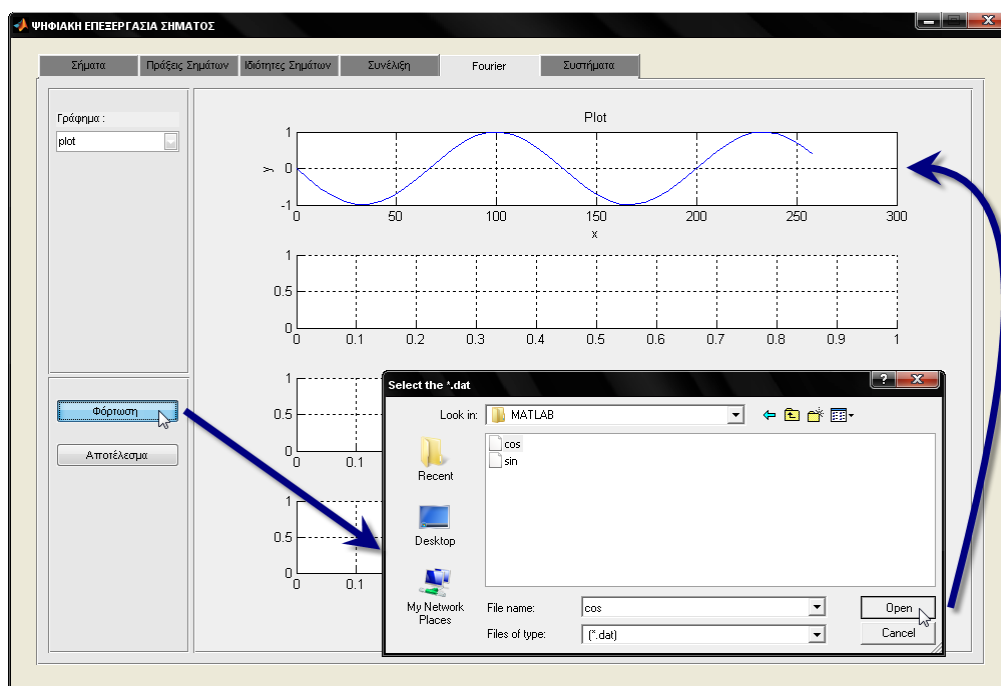 ΨΗΦΙΑΚΗ ΕΠΕΞΕΡΓΑΣΙΑ ΣΗΜΑΤΟΣ
Σήματα Πράξεις Σημάτων Ιδιότητες Σημάτων Συνέλιξη Fourier Συστήματα
Γράφημα :
plot
Plot
1
y 0
-1
0 50 100 150 200 250 300
x
1
0.5
0
0 0.1 0.2 0.3 0.4 0.5 0.6 0.7 0.8 0.9 1
Φόρτωση
Αποτέλεσμα
1
0.5
0
0 0.1
1
0.5
0
0 0.1
Select the *.dat
?
Look in: MATLAB
cos
sin
Recent
Desktop
My Network
Places
File name: cos Open
Files of type: (*.dat) Cancel